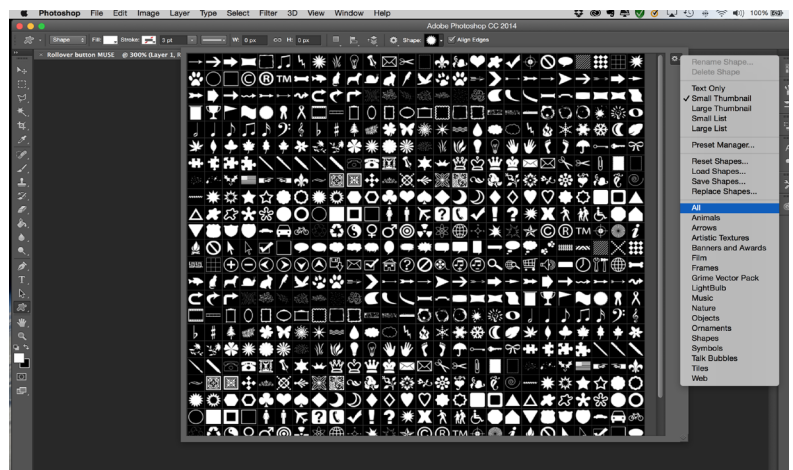 Photoshop File Edit Image Layer Type Select Filter 3D View Window Help 100%
Adobe Photoshop CC 2014
Shape Fill: Stroke: 3 pt W: 0 px H: 0 px Shape: Align Edges
× Rollover button MUSE @ 300% (Layer 1, R
Rename Shape...
Delete Shape
Text Only
✓ Small Thumbnail
Large Thumbnail
Small List
Large List
Preset Manager...
Reset Shapes...
Load Shapes...
Save Shapes...
Replace Shapes...
All
Animals
Arrows
Artistic Textures
Banners and Awards
Film
Frames
Grime Vector Pack
LightBulb
Music
Nature
Objects
Ornaments
Shapes
Symbols
Talk Bubbles
Tiles
Web